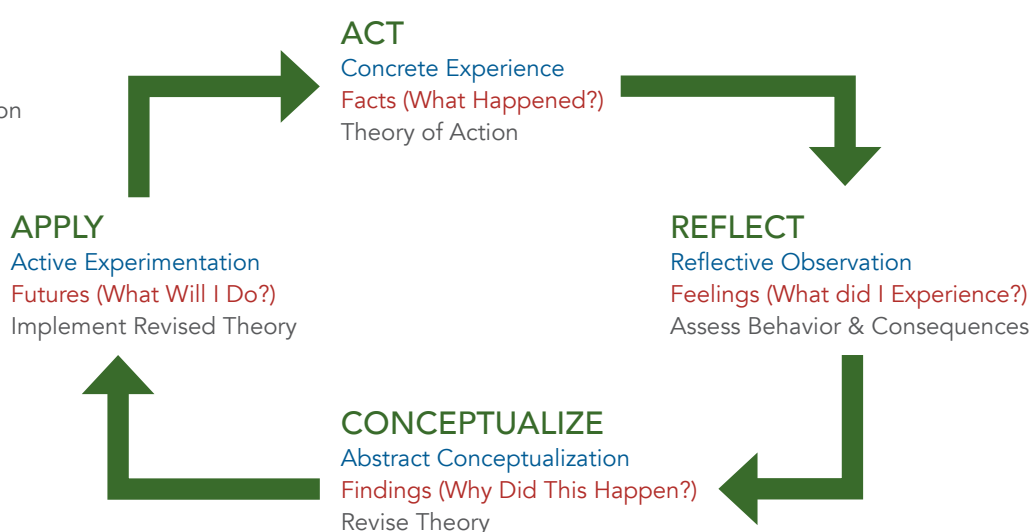 ACT
Concrete Experience
Facts (What Happened?)
Theory of Action
on
APPLY
Active Experimentation
Futures (What Will I Do?)
Implement Revised Theory
REFLECT
Reflective Observation
Feelings (What did I Experience?)
Assess Behavior & Consequences
CONCEPTUALIZE
Abstract Conceptualization
Findings (Why Did This Happen?)
Revise Theory